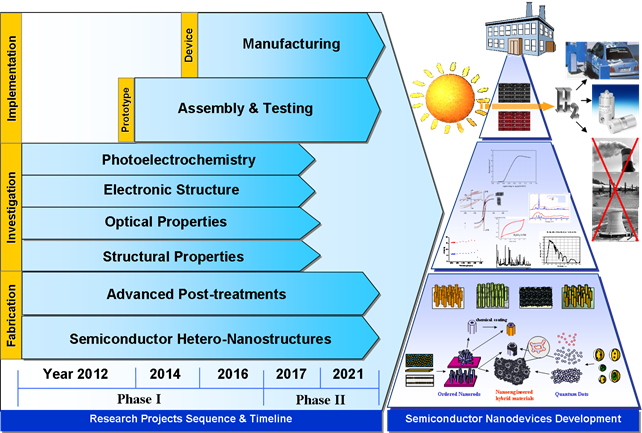 Implementation
Device
Manufacturing
Prototype
Assembly & Testing
Investigation
Photoelectrochemistry
Electronic Structure
Optical Properties
Structural Properties
Fabrication
Advanced Post-treatments
Semiconductor Hetero-Nanostructures
Year 2012 2014 2016 2017 2021
Phase I Phase II
Research Projects Sequence & Timeline
H2
chemical coating
Ordered Nanorods
Nanoengineered
hybrid materials
Quantum Dots
Semiconductor Nanodevices Development